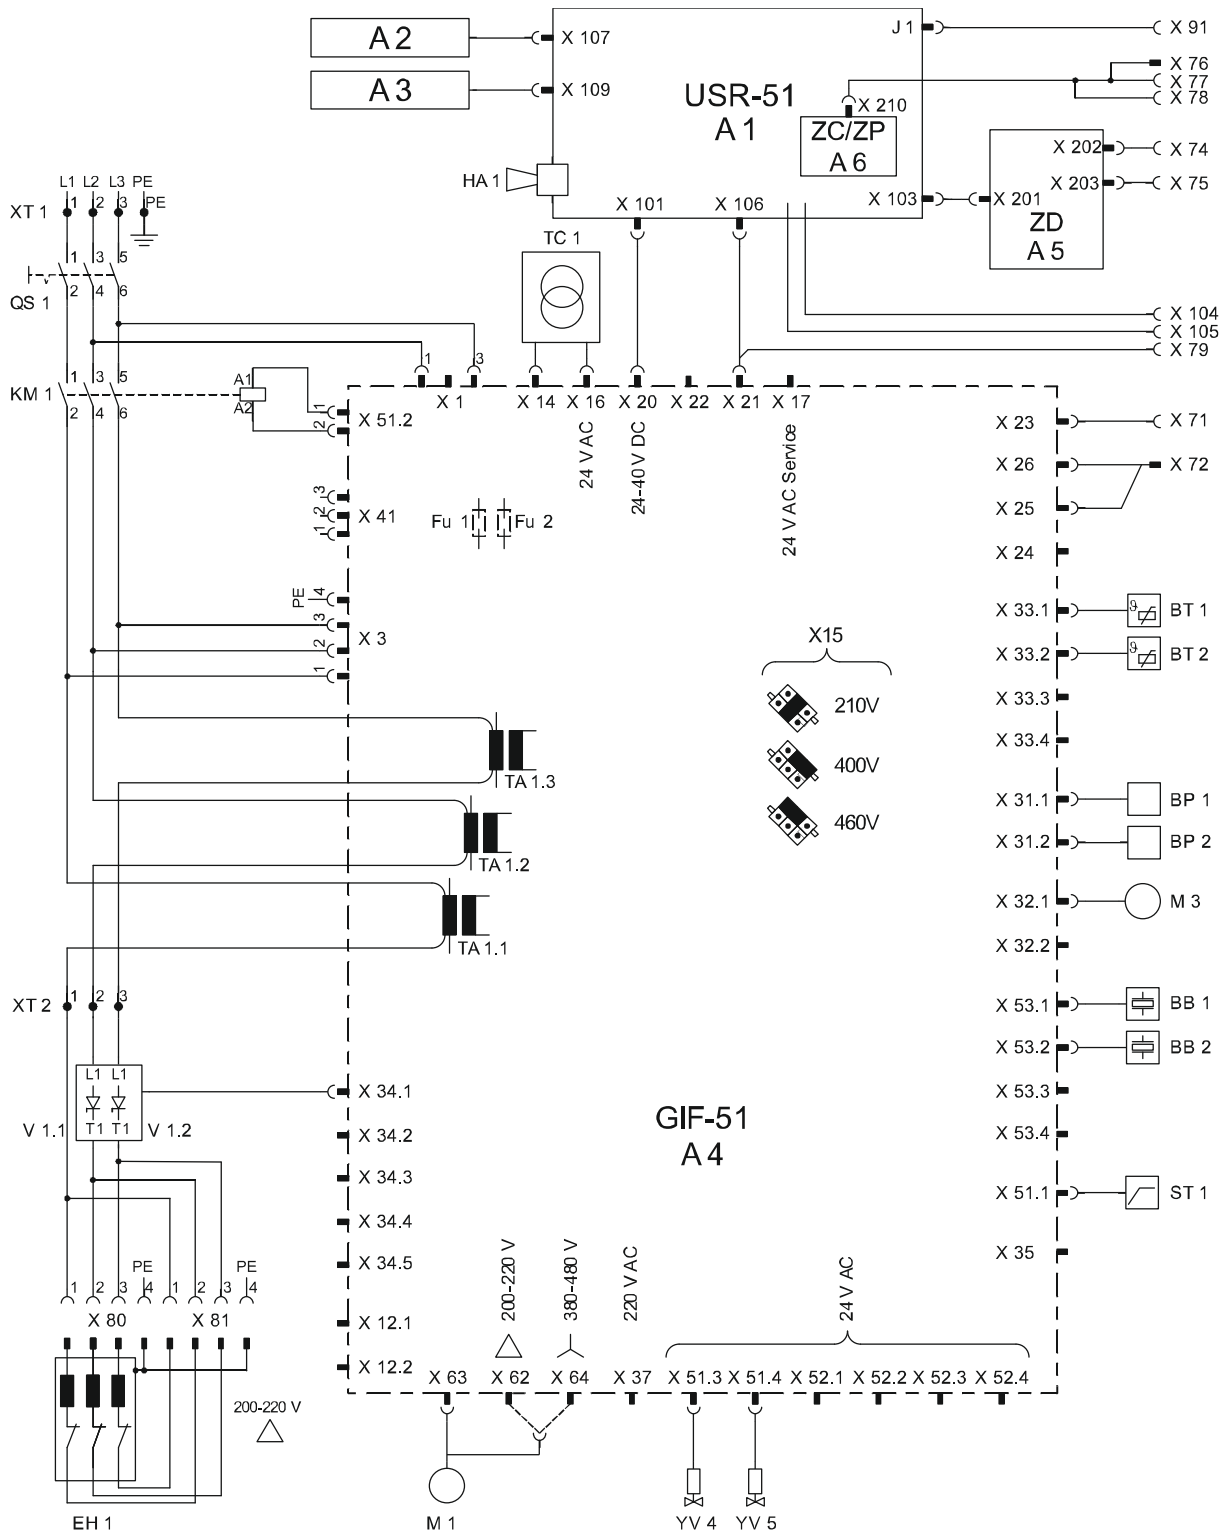 A 2
X 107
J 1
X 91
A 3
X 109
USR-51
A 1
X 76
X 77
X 78
X 210
ZC/ZP
A 6
X 202
X 74
X 203
X 75
HA 1
X 101
X 106
X 103
X 201
ZD
A 5
L1 L2 L3 PE
XT 1
1 2 3 PE
TC 1
1 3 5
QS 1
2 4 6
X 104
X 105
X 79
1 3
1 3 5
KM 1
2 4 6
A1
A2
X 1 X 14 X 16 X 20 X 22 X 21 X 17
24 V AC
24-40 V DC
24 V AC Service
1
2
X 51.2
X 23
X 71
X 26
X 72
X 25
X 24
3
2
1
X 41
Fu 1
Fu 2
PE
4
3
2
1
X 3
X 33.1
BT 1
X 33.2
BT 2
X 33.3
X 33.4
X15
210V
400V
460V
TA 1.3
TA 1.2
TA 1.1
X 31.1
BP 1
X 31.2
BP 2
X 32.1
M 3
X 32.2
XT 2
1 2 3
X 53.1
BB 1
X 53.2
BB 2
X 53.3
X 53.4
L1 L1
T1 T1
V 1.1
V 1.2
X 34.1
X 34.2
X 34.3
X 34.4
X 34.5
X 12.1
X 12.2
GIF-51
A 4
X 51.1
ST 1
X 35
PE PE
1 2 3 4 1 2 3 4
X 80 X 81
200-220 V
380-480 V
220 V AC
24 V AC
X 63 X 62 X 64 X 37 X 51.3 X 51.4 X 52.1 X 52.2 X 52.3 X 52.4
200-220 V
EH 1
M 1
YV 4
YV 5